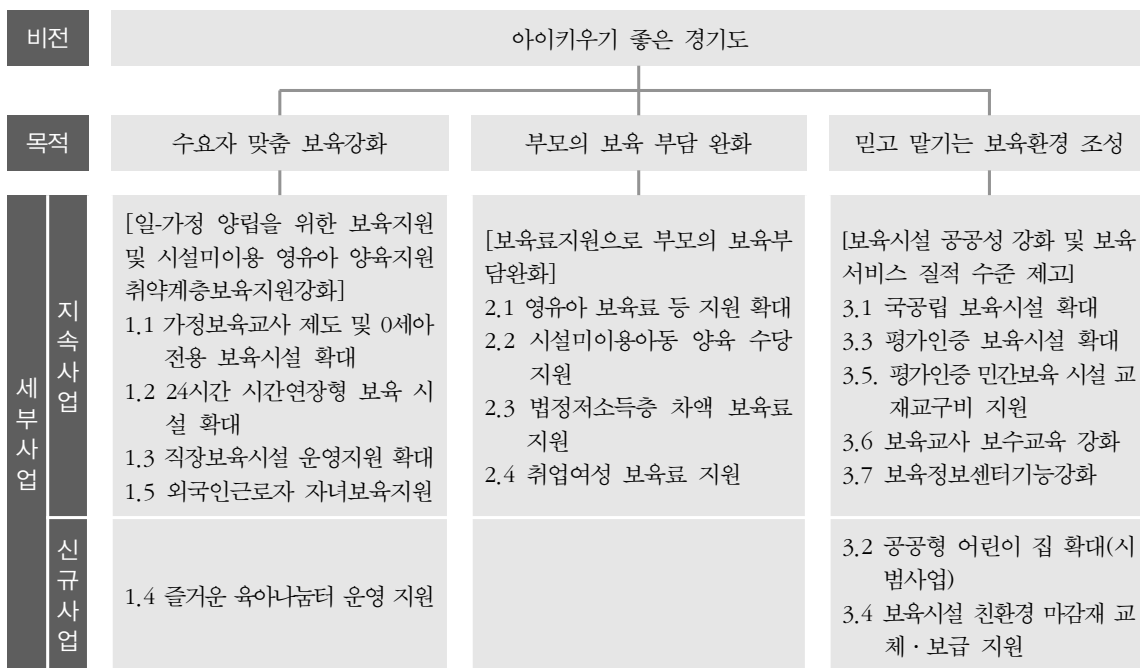 비전
아이키우기 좋은 경기도
목적
수요자 맞춤 보육강화
부모의 보육 부담 완화
믿고 맡기는 보육환경 조성
세부사업
지속사업
[일-가정 양립을 위한 보육지원
및 시설미이용 영유아 양육지원
취약계층보육지원강화]
1.1 가정보육교사 제도 및 0세아
전용 보육시설 확대
1.2 24시간 시간연장형 보육 시
설 확대
1.3 직장보육시설 운영지원 확대
1.5 외국인근로자 자녀보육지원
[보육료지원으로 부모의 보육부
담완화]
2.1 영유아 보육료 등 지원 확대
2.2 시설미이용아동 양육 수당
지원
2.3 법정저소득층 차액 보육료
지원
2.4 취업여성 보육료 지원
[보육시설 공공성 강화 및 보육
서비스 질적 수준 제고]
3.1 국공립 보육시설 확대
3.3 평가인증 보육시설 확대
3.5. 평가인증 민간보육 시설 교
재교구비 지원
3.6 보육교사 보수교육 강화
3.7 보육정보센터기능강화
신규사업
1.4 즐거운 육아나눔터 운영 지원
3.2 공공형 어린이 집 확대(시
범사업)
3.4 보육시설 친환경 마감재 교
체·보급 지원